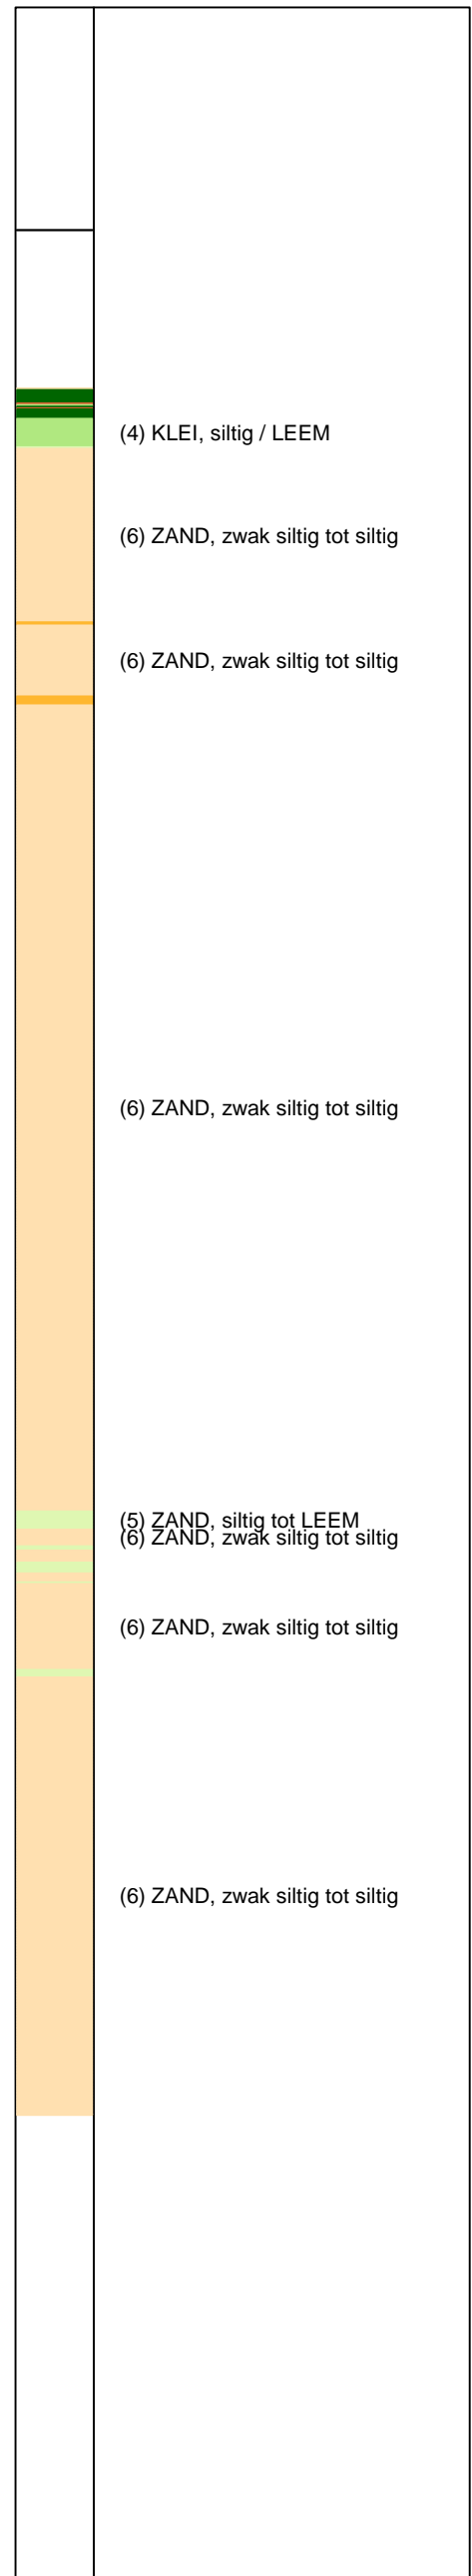 (4) KLEI, siltig / LEEM
(6) ZAND, zwak siltig tot siltig
(6) ZAND, zwak siltig tot siltig
(6) ZAND, zwak siltig tot siltig
(5) ZAND, siltig tot LEEM
(6) ZAND, zwak siltig tot siltig
(6) ZAND, zwak siltig tot siltig
(6) ZAND, zwak siltig tot siltig